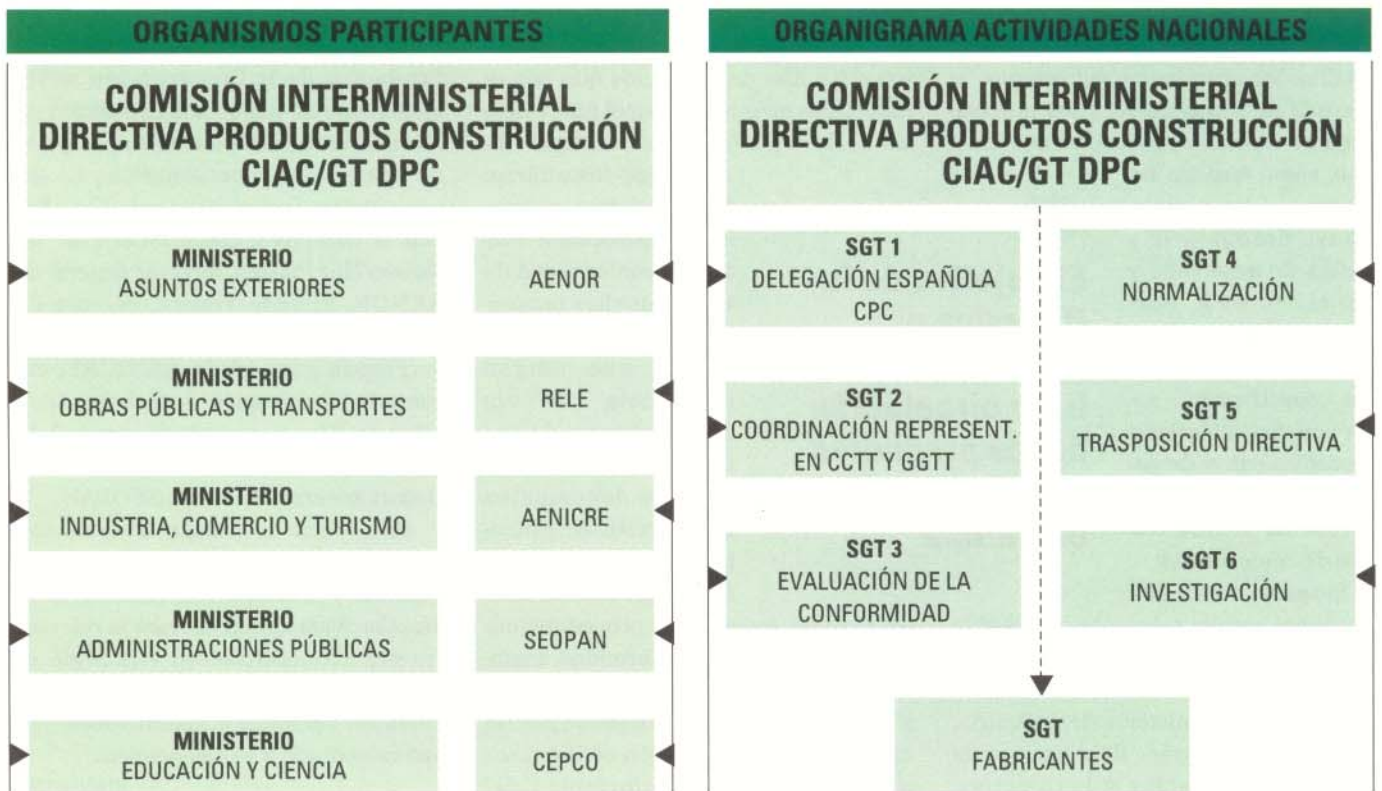 ORGANISMOS PARTICIPANTES
COMISIÓN INTERMINISTERIAL
DIRECTIVA PRODUCTOS CONSTRUCCIÓN
CIAC/GT DPC
MINISTERIO
ASUNTOS EXTERIORES
AENOR
MINISTERIO
OBRAS PÚBLICAS Y TRANSPORTES
RELE
MINISTERIO
INDUSTRIA, COMERCIO Y TURISMO
AENICRE
MINISTERIO
ADMINISTRACIONES PÚBLICAS
SEOPAN
MINISTERIO
EDUCACIÓN Y CIENCIA
CEPCO
ORGANIGRAMA ACTIVIDADES NACIONALES
COMISIÓN INTERMINISTERIAL
DIRECTIVA PRODUCTOS CONSTRUCCIÓN
CIAC/GT DPC
SGT 1
DELEGACIÓN ESPAÑOLA
CPC
SGT 4
NORMALIZACIÓN
SGT 2
COORDINACIÓN REPRESENT.
EN CCTT Y GGTT
SGT 5
TRASPOSICIÓN DIRECTIVA
SGT 3
EVALUACIÓN DE LA
CONFORMIDAD
SGT 6
INVESTIGACIÓN
SGT
FABRICANTES